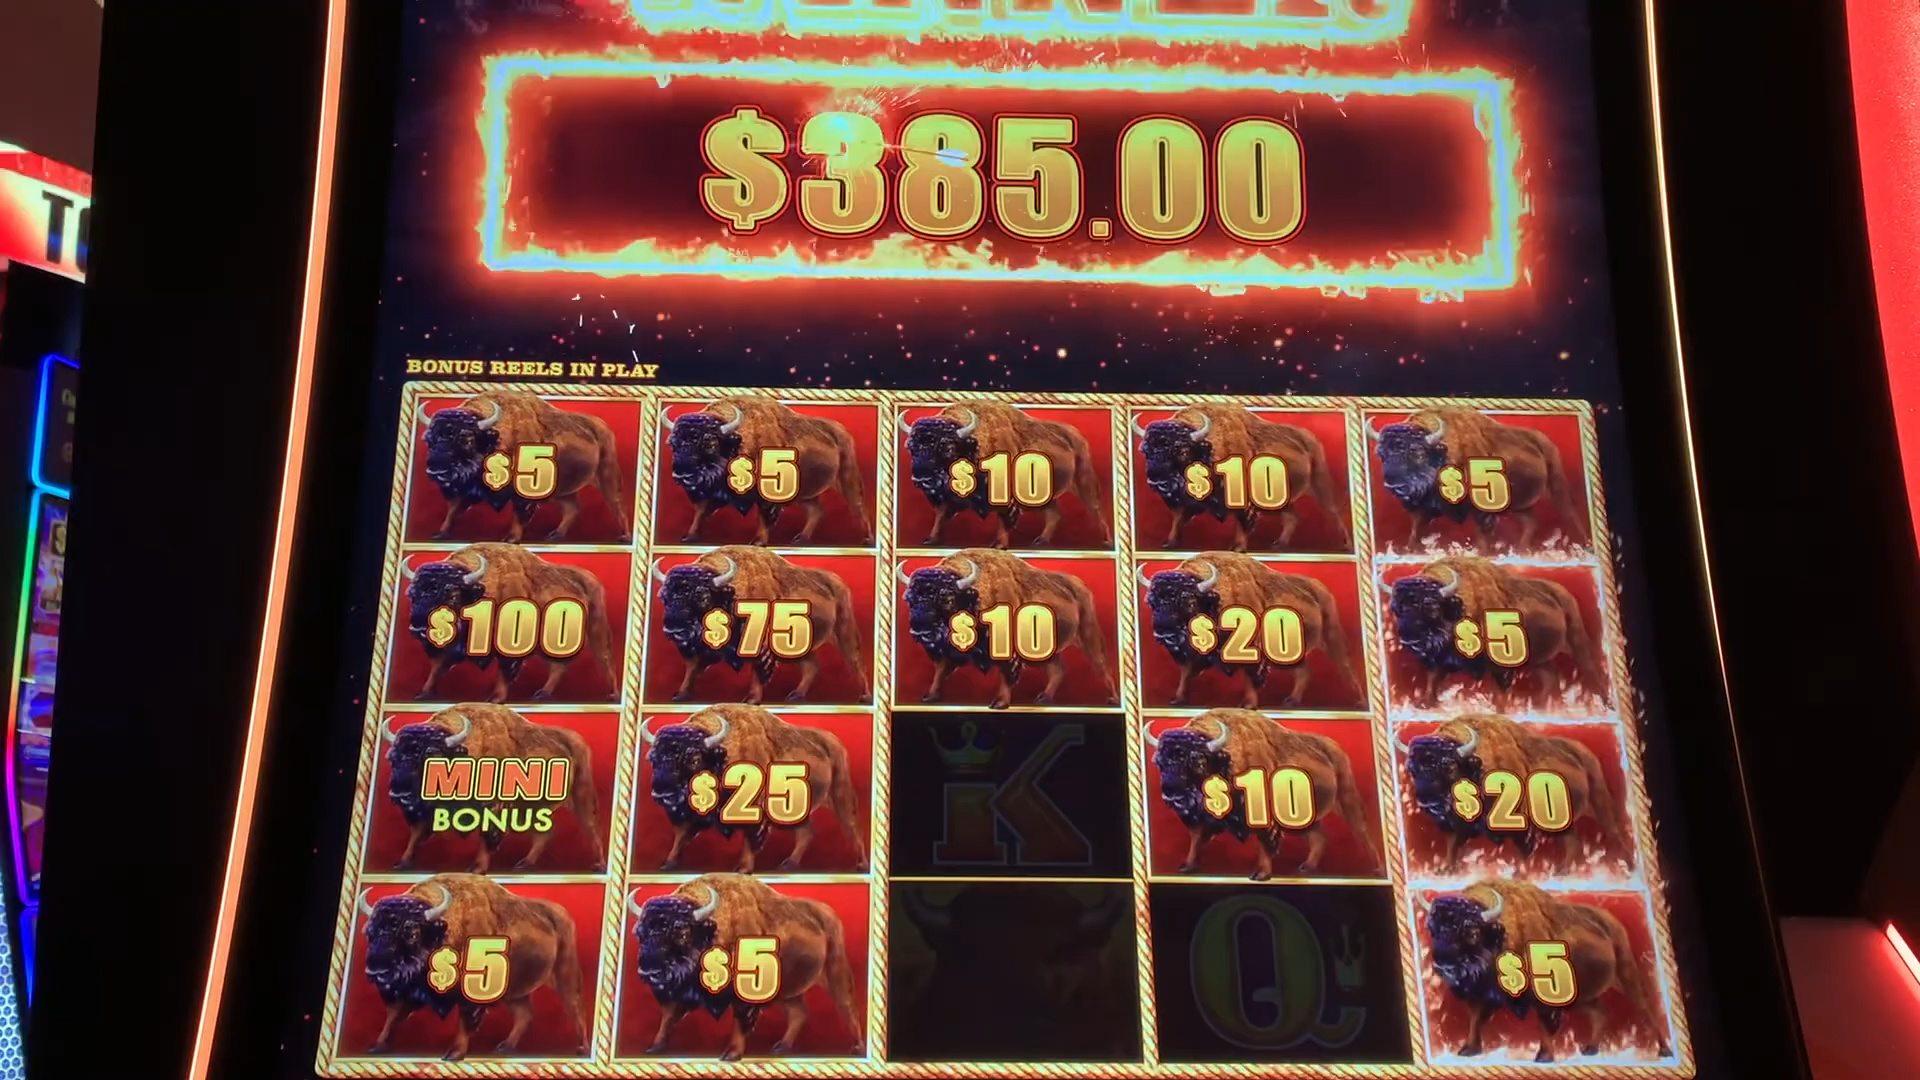 $385.00
BONUS REELS IN PLAY
$5 $5 $10 $10 $5
$100 $75 $10 $20 $5
MINI
BONUS
$25 K $10 $20
$5 $5 Q $5